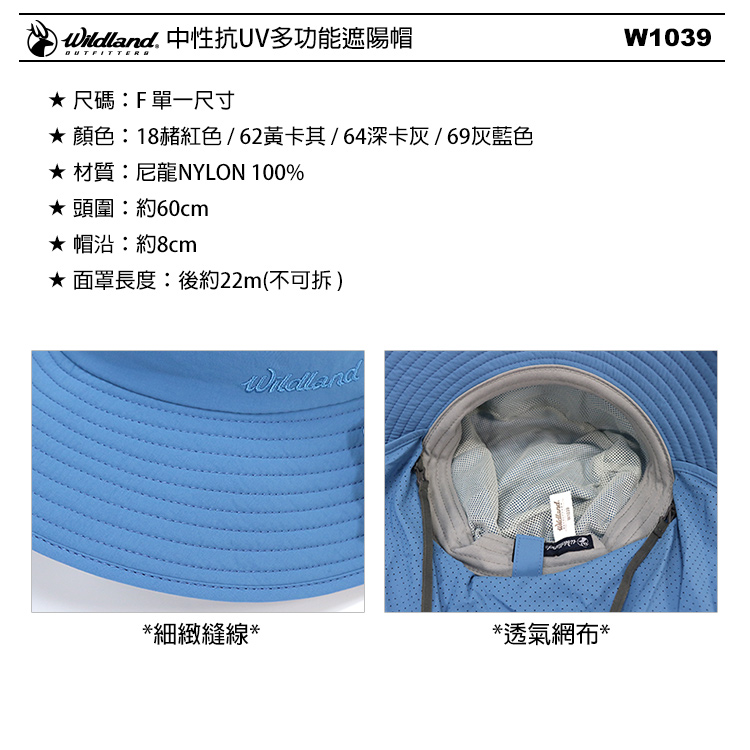 Wildland® 中性抗UV多功能遮陽帽 W1039
OUTFITTERS
★ 尺碼：F 單一尺寸
★ 顏色：18赭紅色 / 62黃卡其 / 64深卡灰 / 69灰藍色
★ 材質：尼龍NYLON 100%
★ 頭圍：約60cm
★ 帽沿：約8cm
★ 面罩長度：後約22m(不可拆 )
Wildland
Wildland
*細緻縫線*
*透氣網布*